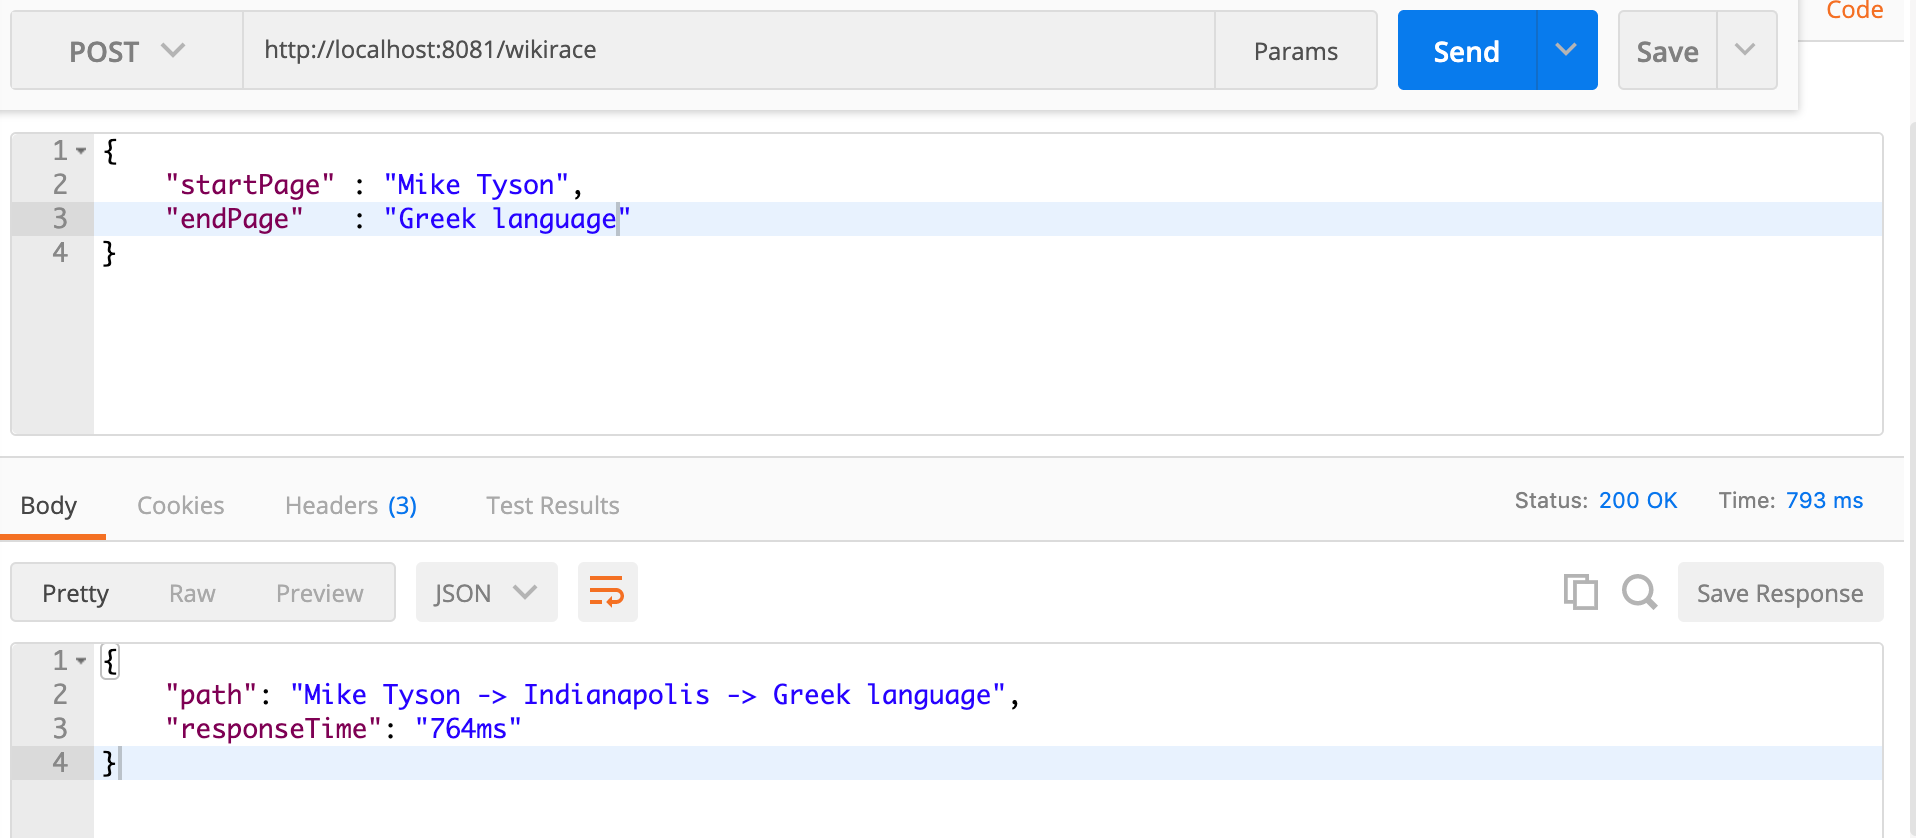 Code
POST http://localhost:8081/wikirace Params Send Save
1 {
2     "startPage" : "Mike Tyson",
3     "endPage"   : "Greek language"
4 }
Body Cookies Headers (3) Test Results Status: 200 OK Time: 793 ms
Pretty Raw Preview JSON Save Response
1 {
2     "path": "Mike Tyson -> Indianapolis -> Greek language",
3     "responseTime": "764ms"
4 }